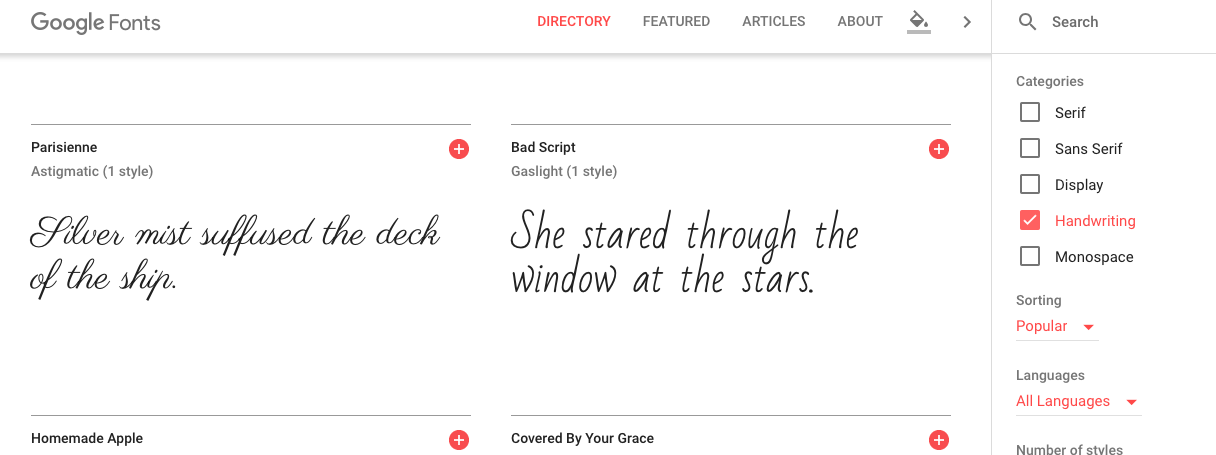 Google Fonts
DIRECTORY FEATURED ARTICLES ABOUT
Search
Parisienne
Astigmatic (1 style)
Silver mist suffused the deck
of the ship.
Bad Script
Gaslight (1 style)
She stared through the
window at the stars.
Homemade Apple
Covered By Your Grace
Categories
Serif
Sans Serif
Display
Handwriting
Monospace
Sorting
Popular
Languages
All Languages
Number of styles